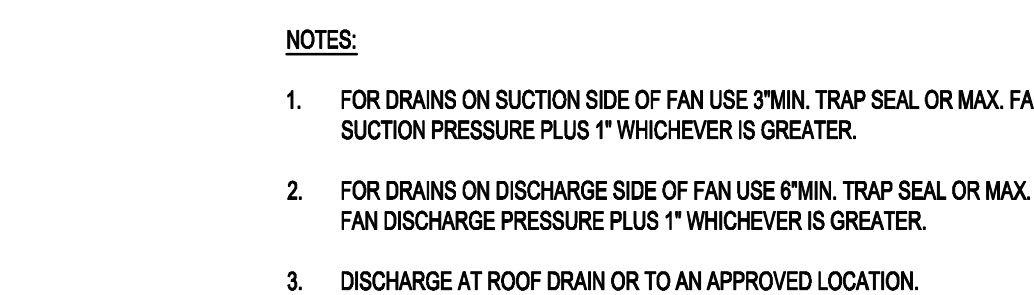 NOTES:
1. FOR DRAINS ON SUCTION SIDE OF FAN USE 3"MIN. TRAP SEAL OR MAX. FA
SUCTION PRESSURE PLUS 1" WHICHEVER IS GREATER.
2. FOR DRAINS ON DISCHARGE SIDE OF FAN USE 6"MIN. TRAP SEAL OR MAX.
FAN DISCHARGE PRESSURE PLUS 1" WHICHEVER IS GREATER.
3. DISCHARGE AT ROOF DRAIN OR TO AN APPROVED LOCATION.